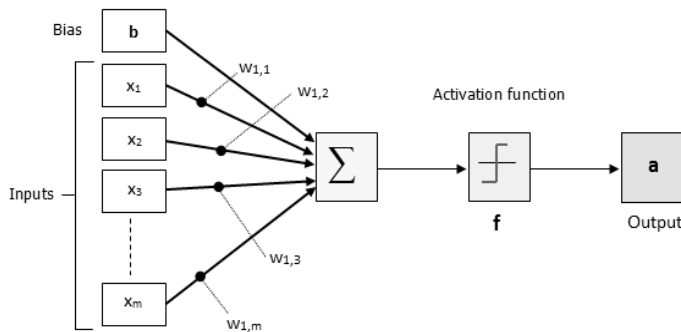 Bias
b
x1
w1,1
w1,2
Activation function
x2
∑
a
x3
Inputs
f
Output
w1,3
xm
w1,m